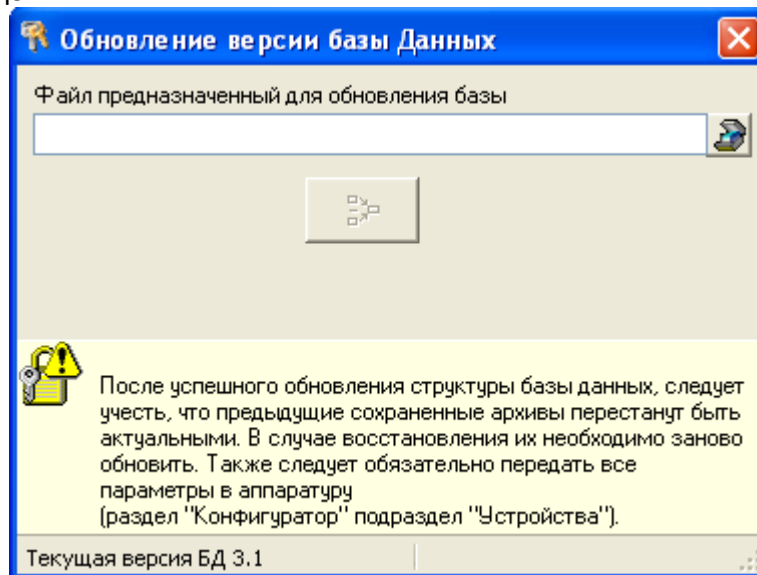 Обновление версии базы Данных
Файл предназначенный для обновления базы
После успешного обновления структуры базы данных, следует
учесть, что предыдущие сохраненные архивы перестанут быть
актуальными. В случае восстановления их необходимо заново
обновить. Также следует обязательно передать все
параметры в аппаратуру
(раздел "Конфигуратор" подраздел "Устройства").
Текущая версия БД 3.1